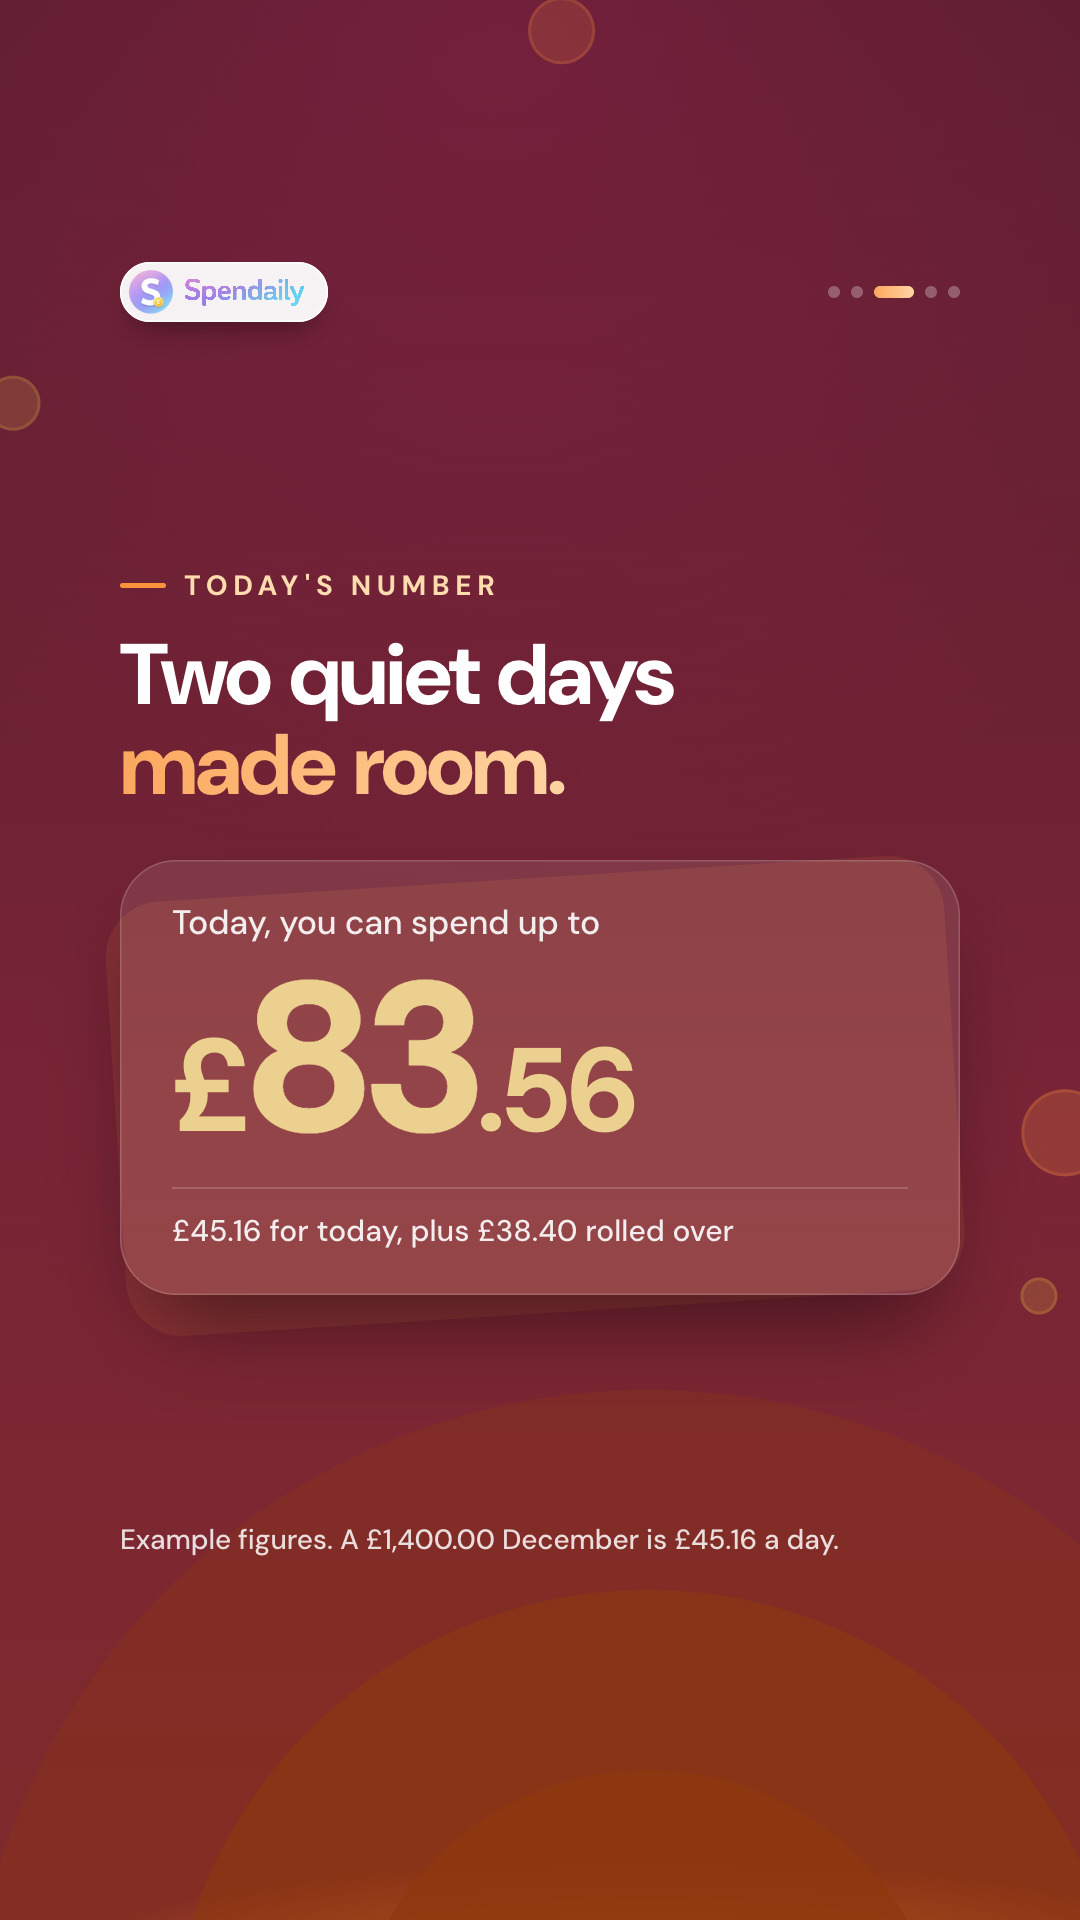 Spendaily
TODAY'S NUMBER
Two quiet days
made room.
Today, you can spend up to
£83.56
£45.16 for today, plus £38.40 rolled over
Example figures. A £1,400.00 December is £45.16 a day.